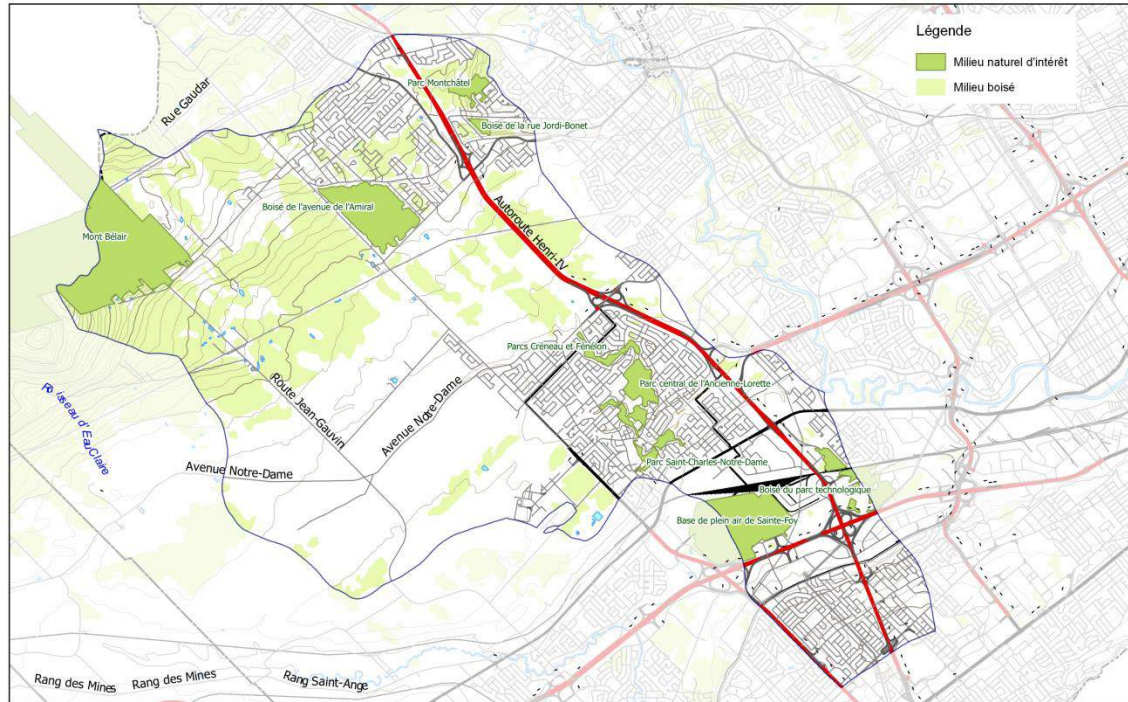 Légende
Milieu naturel d'intérêt
Milieu boisé
Rue Gaudar
Parc Montchâtel
Boisé de la rue Jordi-Bonet
Boisé de l'avenue de l'Amiral
Mont Bélair
Autoroute Henri-IV
Parcs Créneau et Fénelon
Parc central de l'Ancienne-Lorette
Route Jean-Gauvin
Avenue Notre-Dame
Avenue Notre-Dame
Parc Saint-Charles-Notre-Dame
Boisé du parc technologique
Base de plein air de Sainte-Foy
Ruisseau d'Eau Claire
Rang des Mines
Rang des Mines
Rang Saint-Ange